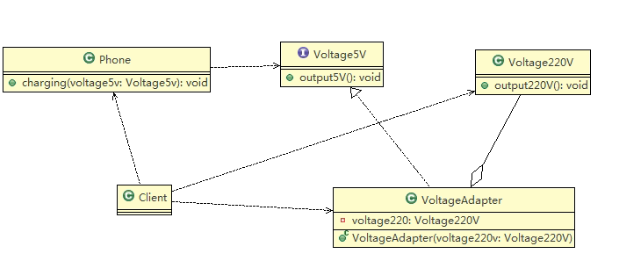 Phone
charging(voltage5v: Voltage5v): void
Voltage5V
output5V(): void
Voltage220V
output220V(): void
Client
VoltageAdapter
voltage220: Voltage220V
VoltageAdapter(voltage220v: Voltage220V)